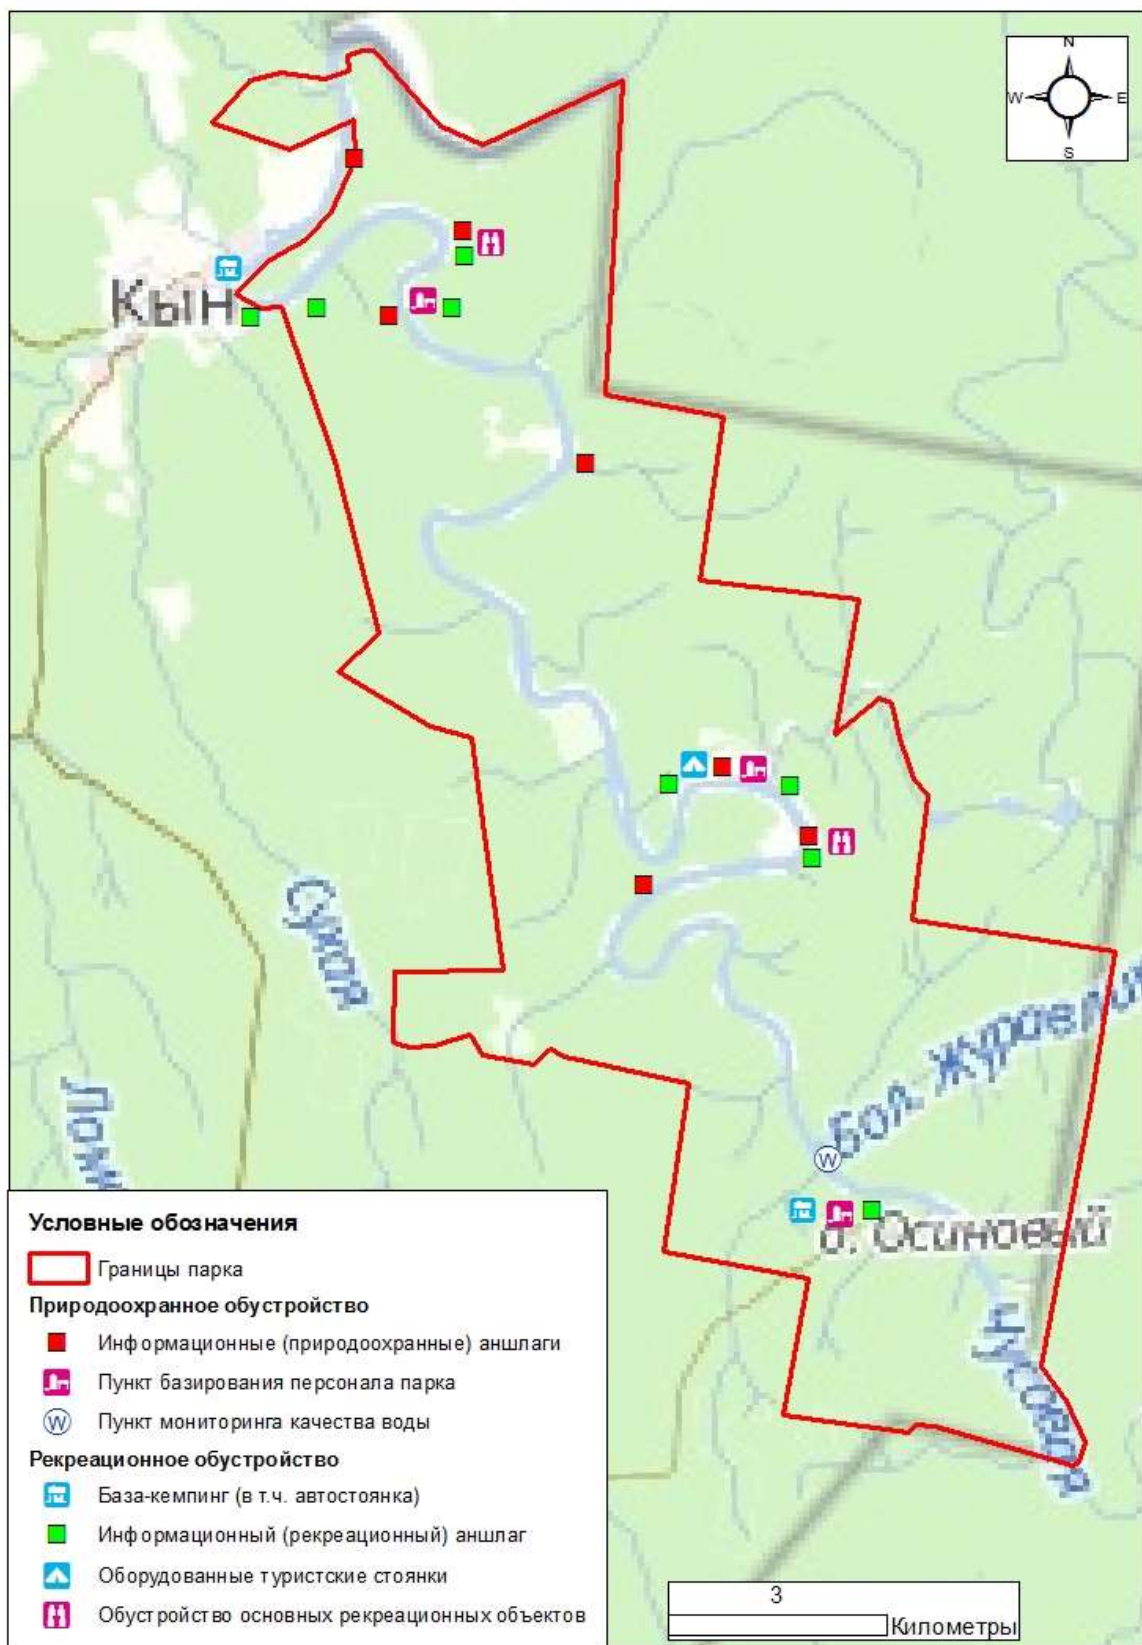 N
W E
S
Кын
Сухая
Бол. Журавлик
W
о. Осиновый
Чусовая
Условные обозначения
Границы парка
Природоохранное обустройство
Информационные (природоохранные) аншлаги
Пункт базирования персонала парка
W Пункт мониторинга качества воды
Рекреационное обустройство
База-кемпинг (в т.ч. автостоянка)
Информационный (рекреационный) аншлаг
Оборудованные туристские стоянки
Обустройство основных рекреационных объектов
3
Километры